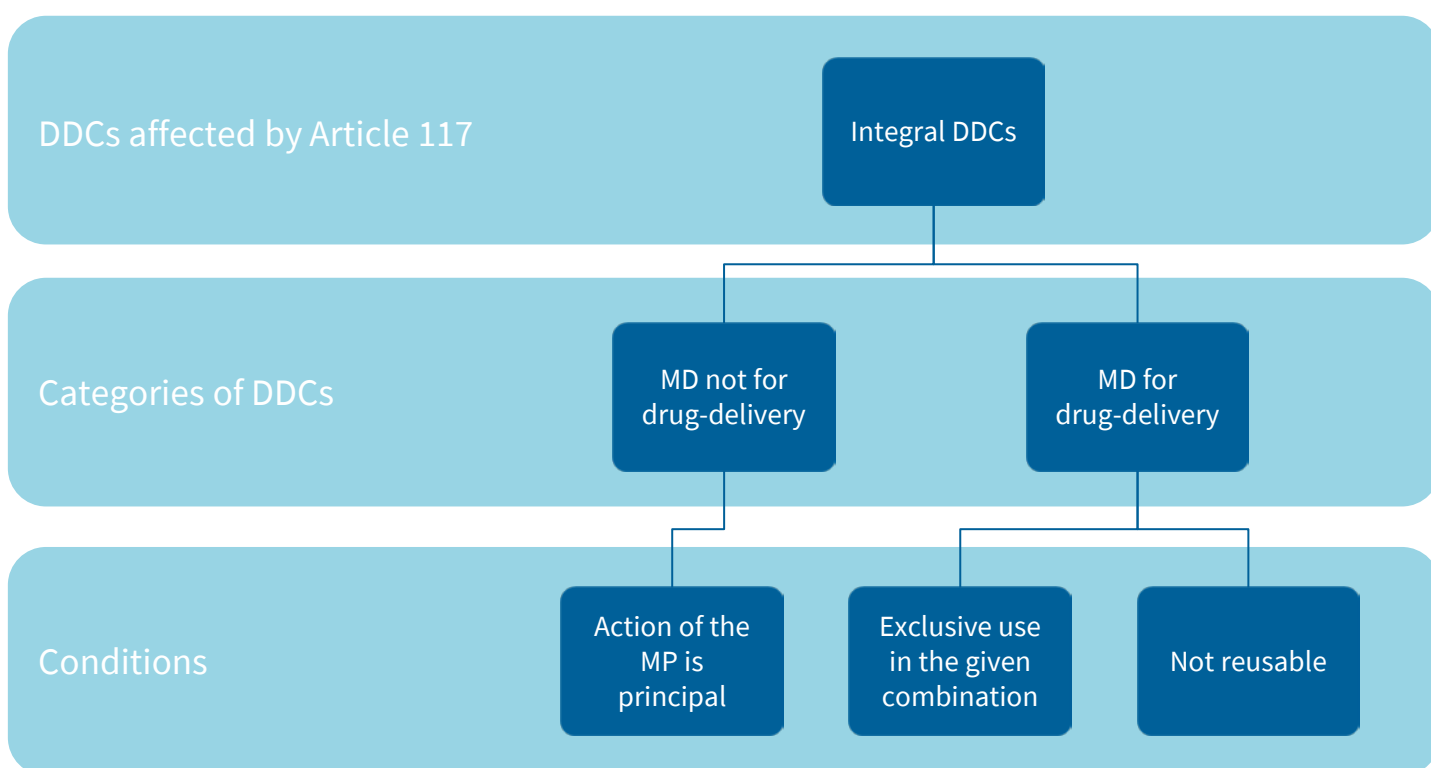 DDCs affected by Article 117
Integral DDCs
Categories of DDCs
MD not for
drug-delivery
MD for
drug-delivery
Conditions
Action of the
MP is
principal
Exclusive use
in the given
combination
Not reusable